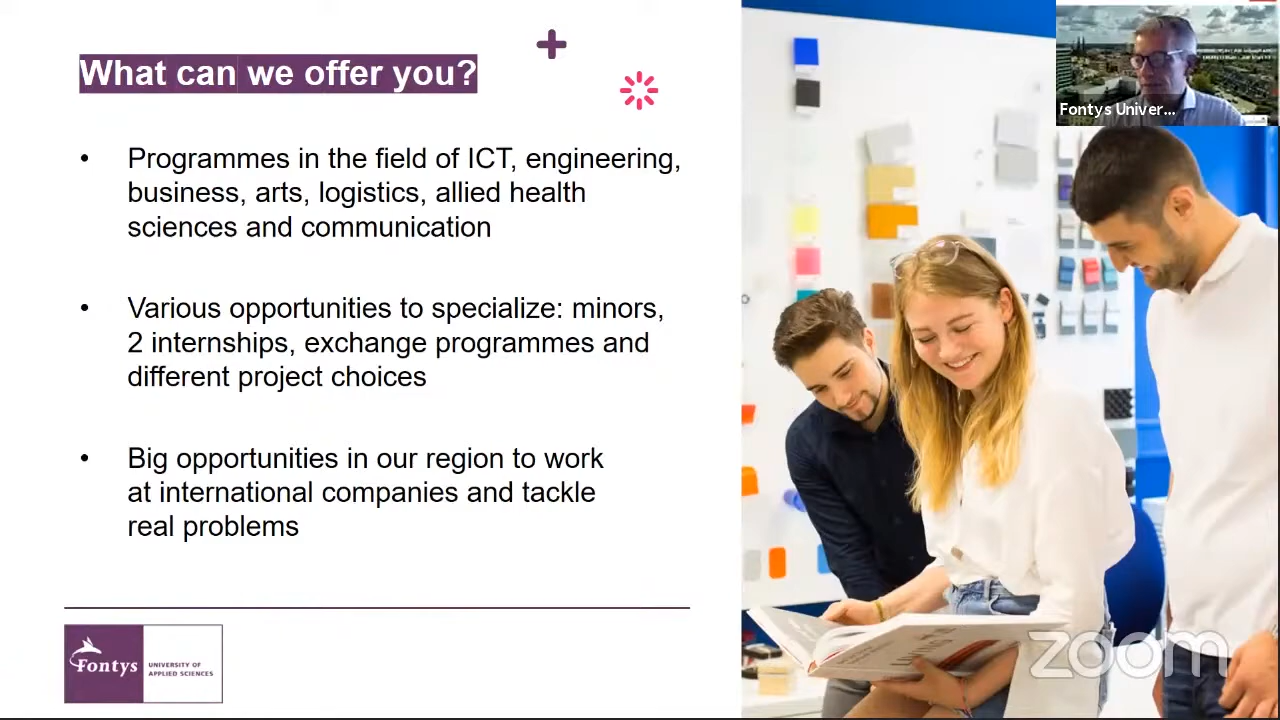 What can we offer you?
• Programmes in the field of ICT, engineering,
business, arts, logistics, allied health
sciences and communication
• Various opportunities to specialize: minors,
2 internships, exchange programmes and
different project choices
• Big opportunities in our region to work
at international companies and tackle
real problems
Fontys
UNIVERSITY OF
APPLIED SCIENCES
Fontys Univer...
zoom